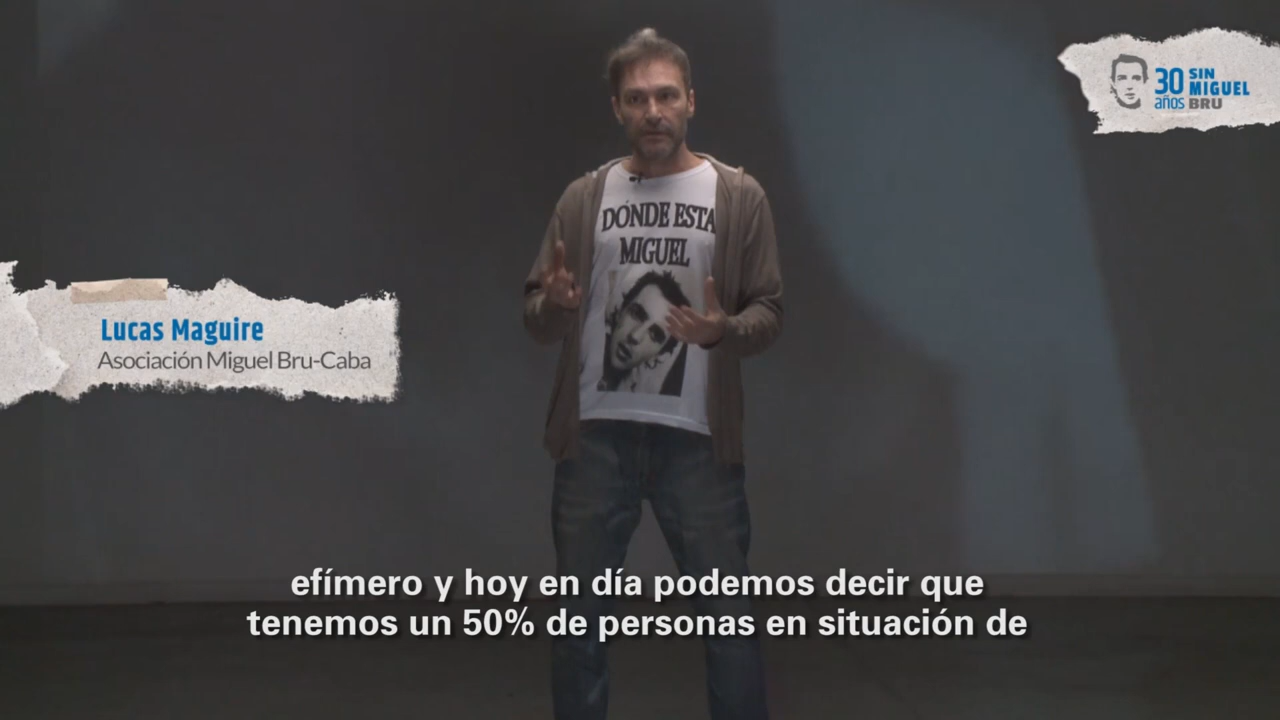 30 SIN
MIGUEL
años BRU
DONDE ESTA
MIGUEL
Lucas Maguire
Asociación Miguel Bru-Caba
efímero y hoy en día podemos decir que
tenemos un 50% de personas en situación de